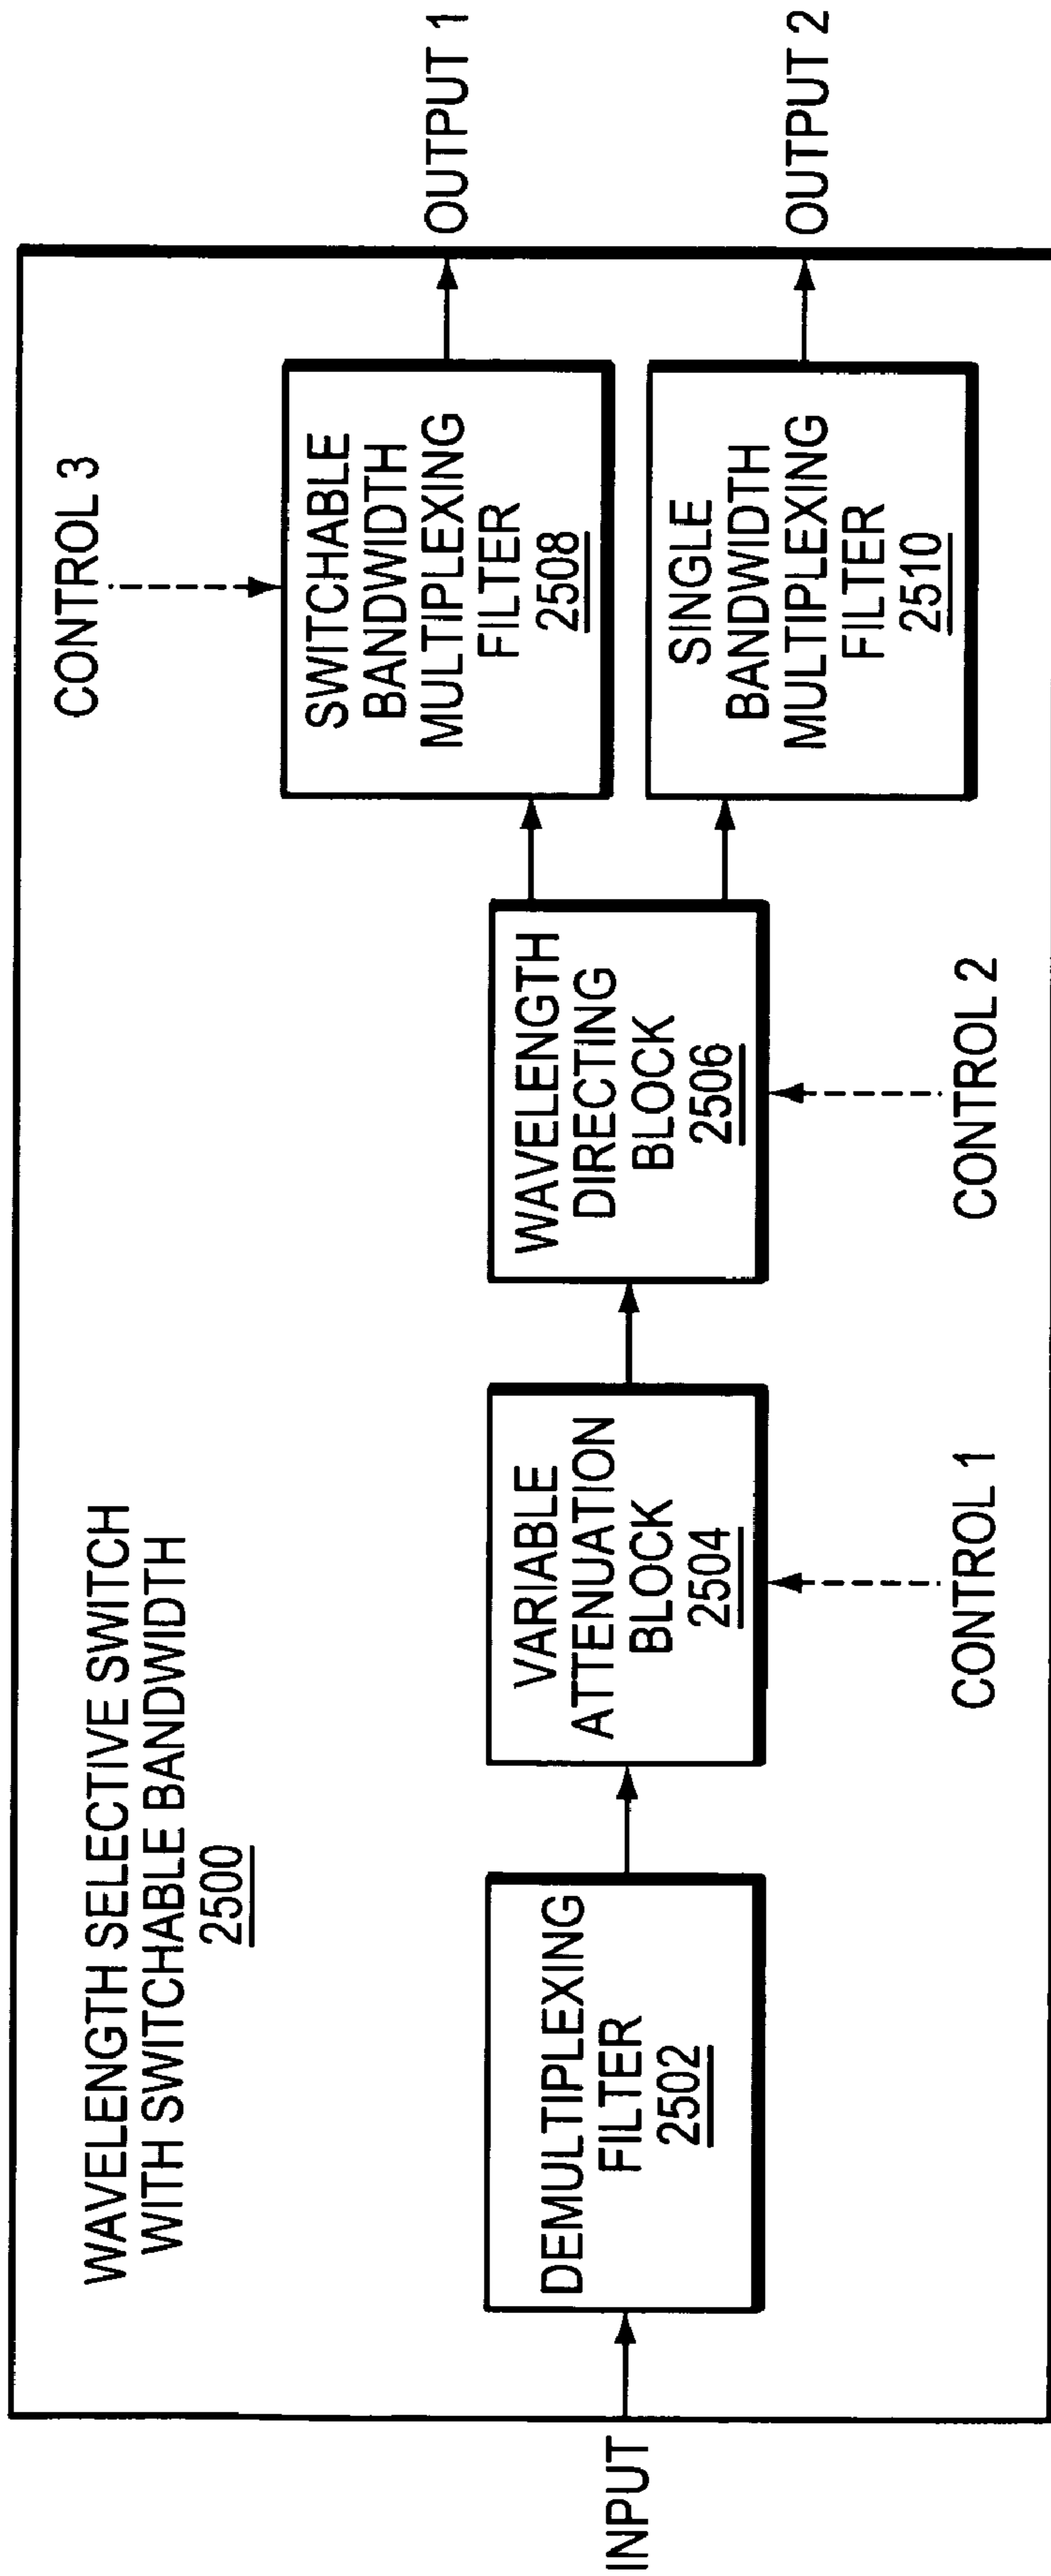 WAVELENGTH SELECTIVE SWITCH
WITH SWITCHABLE BANDWIDTH
2500
INPUT
DEMULTIPLEXING
FILTER
2502
VARIABLE
ATTENUATION
BLOCK
2504
CONTROL 1
WAVELENGTH
DIRECTING
BLOCK
2506
CONTROL 2
CONTROL 3
SWITCHABLE
BANDWIDTH
MULTIPLEXING
FILTER
2508
SINGLE
BANDWIDTH
MULTIPLEXING
FILTER
2510
OUTPUT 1
OUTPUT 2